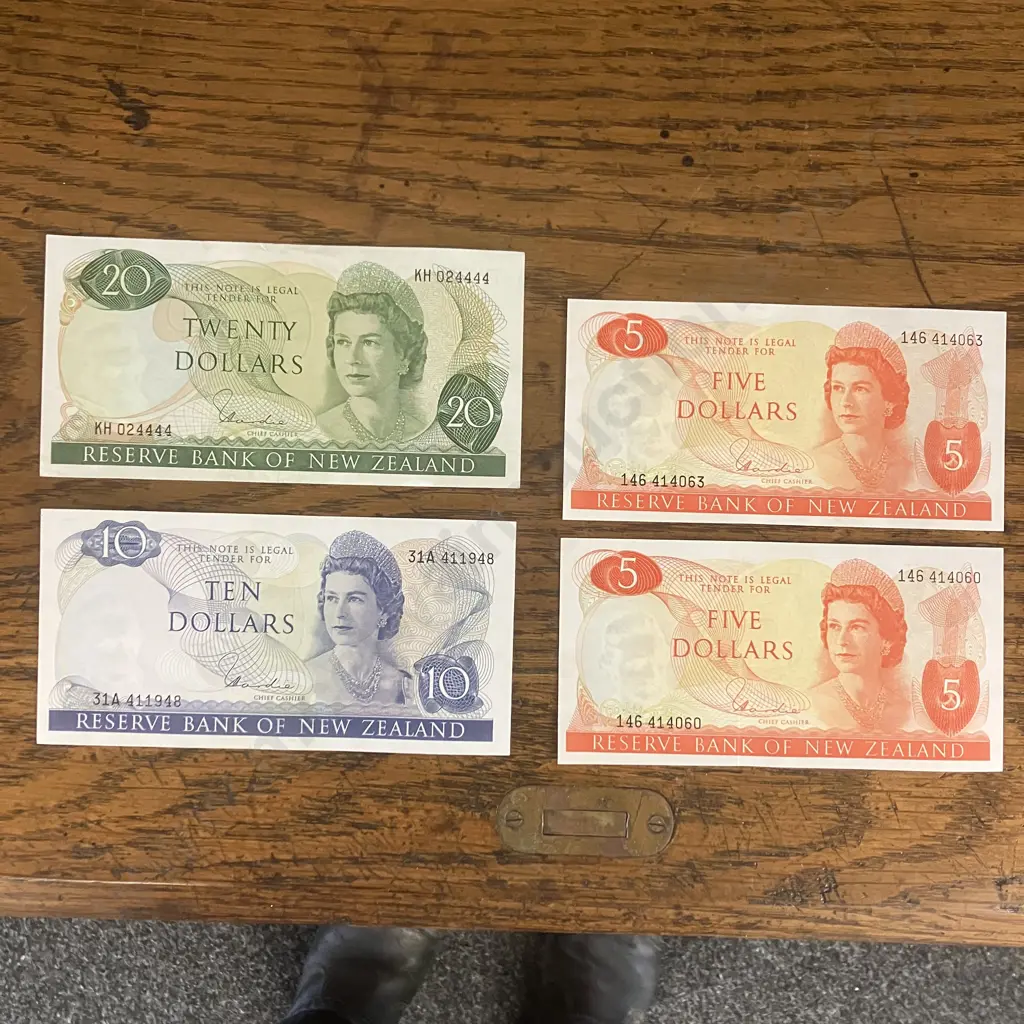 20
KH 024444
THIS NOTE IS LEGAL
TENDER FOR
TWENTY
DOLLARS
KH 024444
CHIEF CASHIER
20
RESERVE BANK OF NEW ZEALAND
5
146 414063
THIS NOTE IS LEGAL
TENDER FOR
FIVE
DOLLARS
146 414063
CHIEF CASHIER
5
RESERVE BANK OF NEW ZEALAND
10
31A 411948
THIS NOTE IS LEGAL
TENDER FOR
TEN
DOLLARS
31A 411948
CHIEF CASHIER
10
RESERVE BANK OF NEW ZEALAND
5
146 414060
THIS NOTE IS LEGAL
TENDER FOR
FIVE
DOLLARS
146 414060
CHIEF CASHIER
5
RESERVE BANK OF NEW ZEALAND